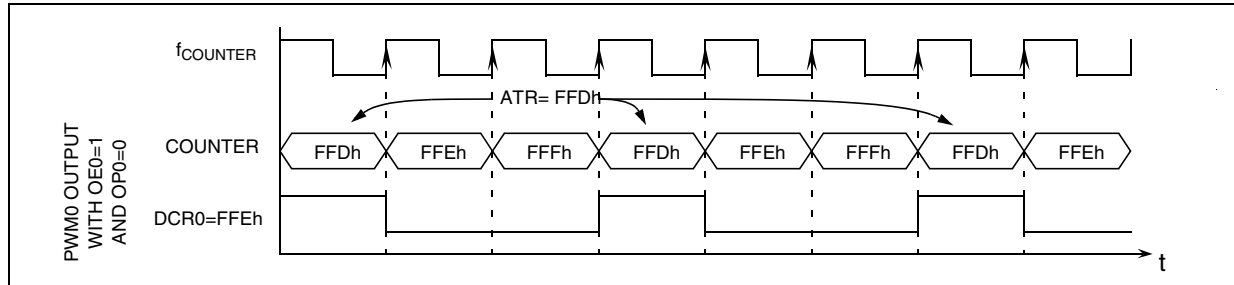 fCOUNTER
ATR= FFDh
COUNTER
FFDh FFEh FFFh FFDh FFEh FFFh FFDh FFEh
PWM0 OUTPUT
WITH OE0=1
AND OP0=0
DCR0=FFEh
t